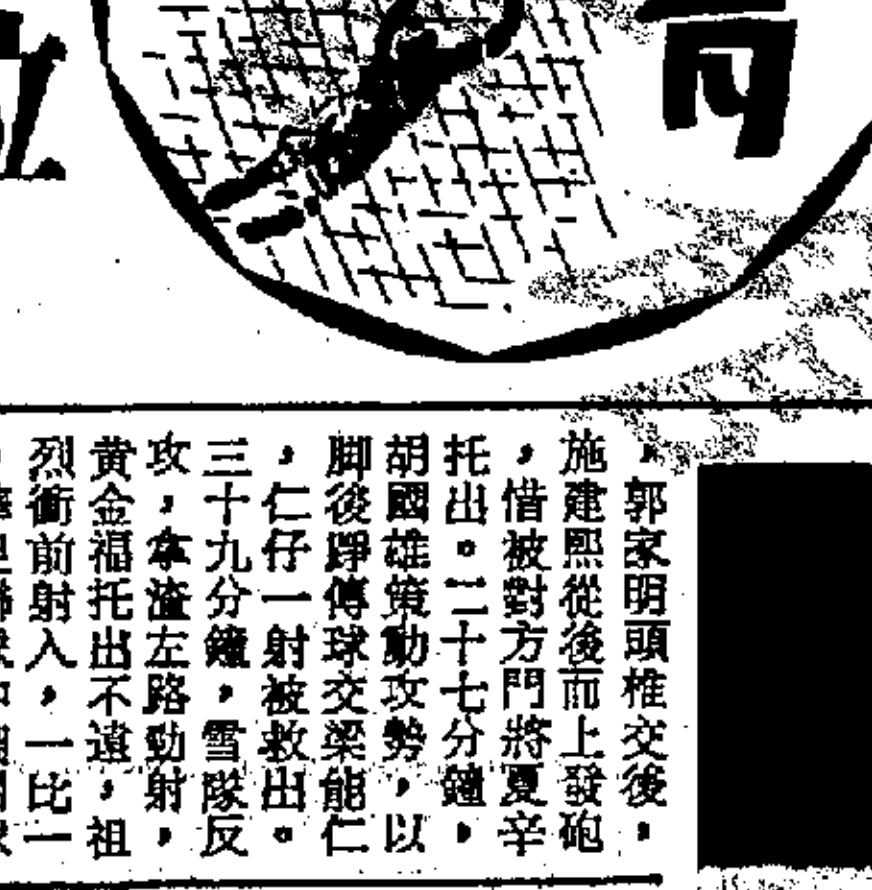 ，郭家明頭椎交後，
施建熙從後而上發砲
，惜被對方門將夏辛
托出。二十七分鐘，
胡國雄策動攻勢，以
脚後踭傳球交梁能仁
，仁仔一射被救出。
三十九分鐘，雪隊反
攻，拿渣左路勁射，
黄金福托出不遠，祖
烈衝前射入，一比一